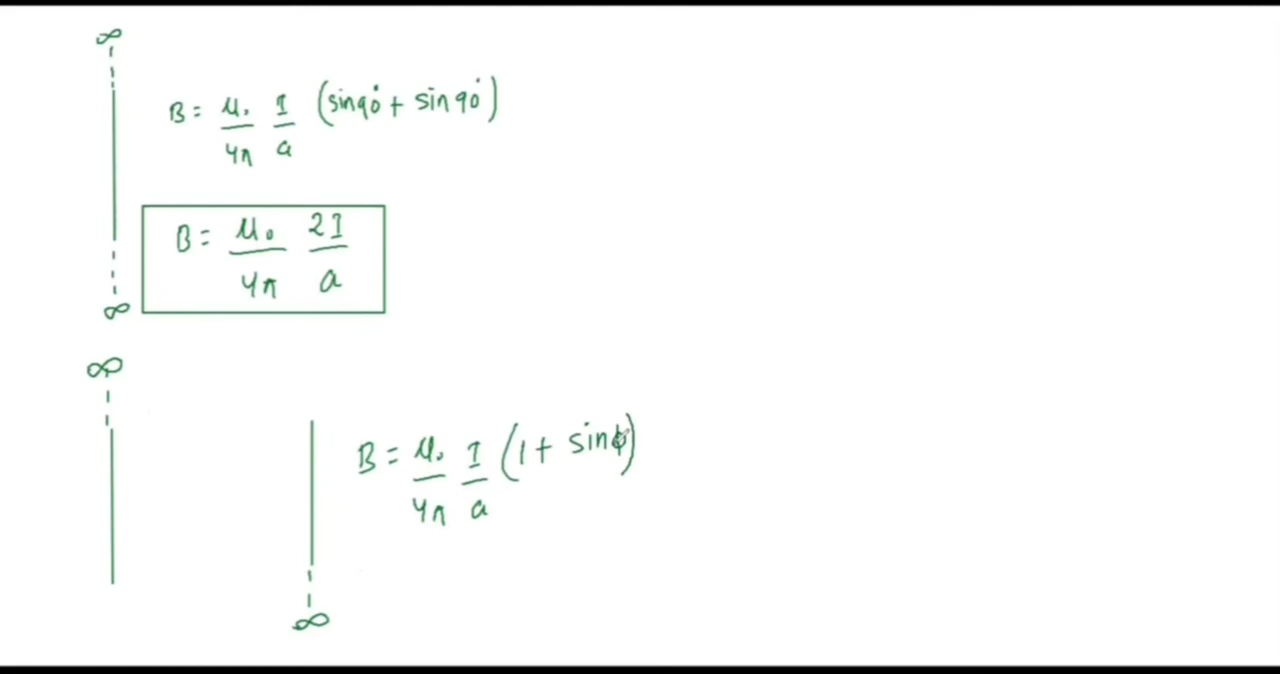 ∞
B = μ₀/4π I/a (sin90° + sin90°)
B = μ₀/4π 2I/a
∞
∞
B = μ₀/4π I/a (1 + sinϕ)
∞